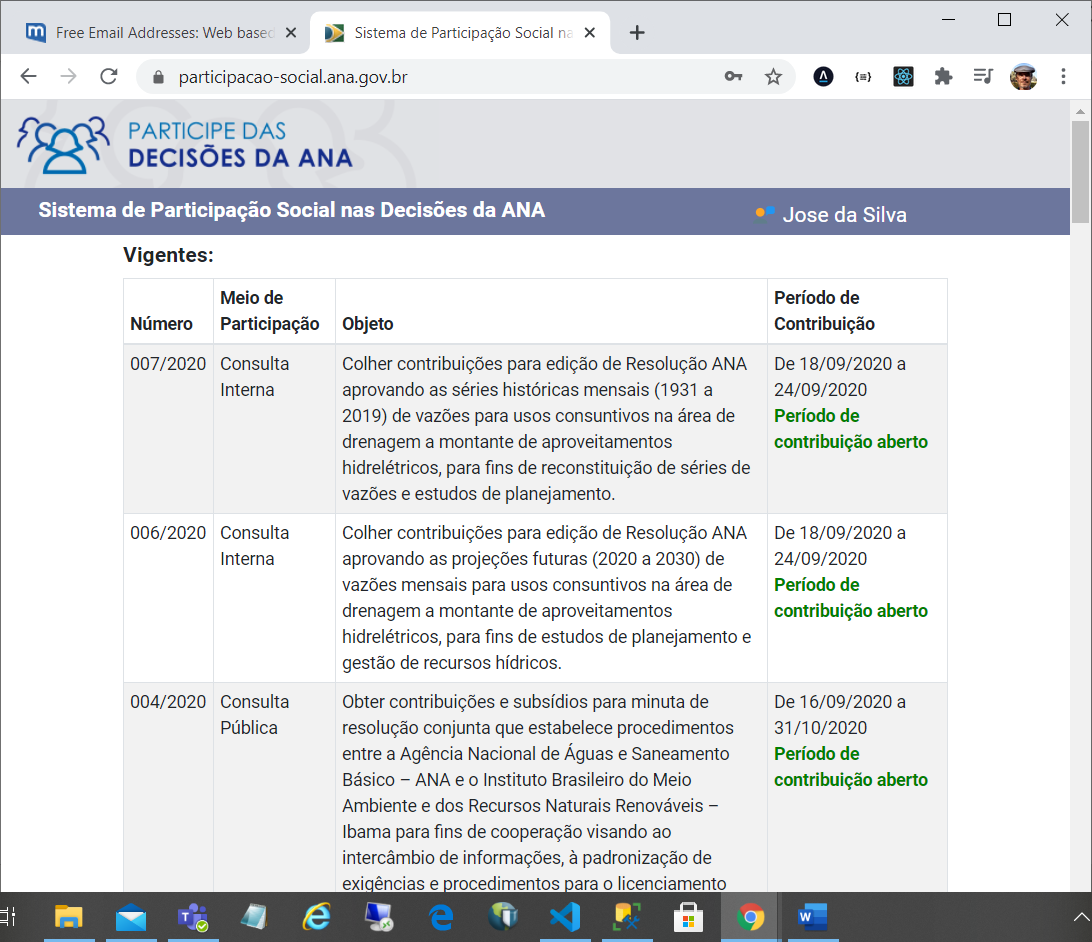 Free Email Addresses: Web based
Sistema de Participação Social na
participacao-social.ana.gov.br
PARTICIPE DAS
DECISÕES DA ANA
Sistema de Participação Social nas Decisões da ANA
Jose da Silva
Vigentes:
Número
Meio de
Participação
Objeto
Período de
Contribuição
007/2020
Consulta
Interna
Colher contribuições para edição de Resolução ANA
aprovando as séries históricas mensais (1931 a
2019) de vazões para usos consuntivos na área de
drenagem a montante de aproveitamentos
hidrelétricos, para fins de reconstituição de séries de
vazões e estudos de planejamento.
De 18/09/2020 a
24/09/2020
Período de
contribuição aberto
006/2020
Consulta
Interna
Colher contribuições para edição de Resolução ANA
aprovando as projeções futuras (2020 a 2030) de
vazões mensais para usos consuntivos na área de
drenagem a montante de aproveitamentos
hidrelétricos, para fins de estudos de planejamento e
gestão de recursos hídricos.
De 18/09/2020 a
24/09/2020
Período de
contribuição aberto
004/2020
Consulta
Pública
Obter contribuições e subsídios para minuta de
resolução conjunta que estabelece procedimentos
entre a Agência Nacional de Águas e Saneamento
Básico – ANA e o Instituto Brasileiro do Meio
Ambiente e dos Recursos Naturais Renováveis –
Ibama para fins de cooperação visando ao
intercâmbio de informações, à padronização de
exigências e procedimentos para o licenciamento
De 16/09/2020 a
31/10/2020
Período de
contribuição aberto